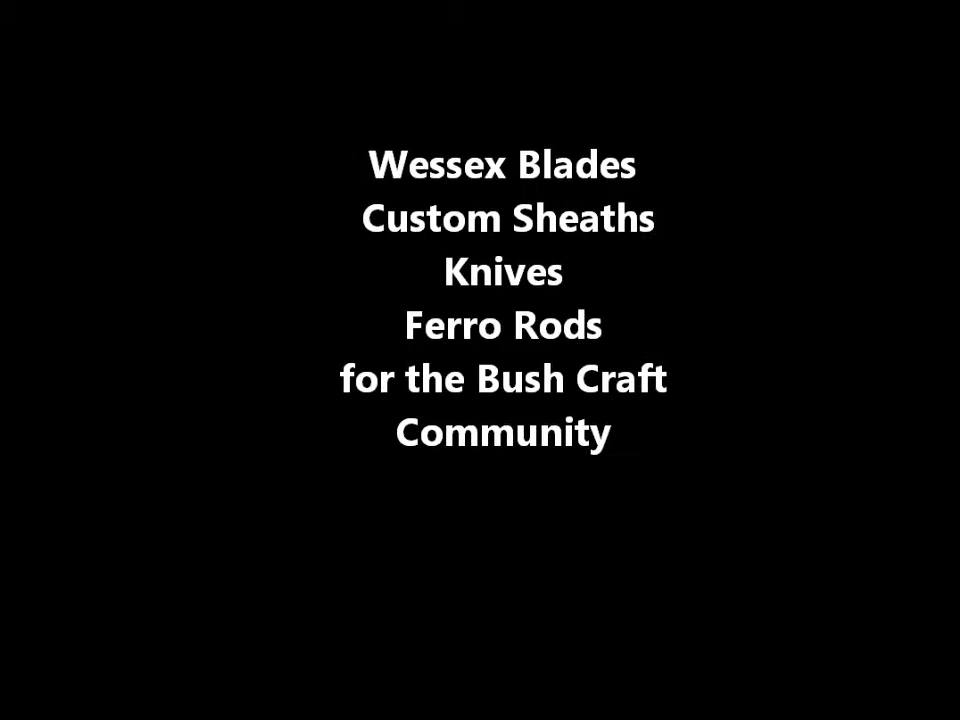 Wessex Blades
Custom Sheaths
Knives
Ferro Rods
for the Bush Craft
Community